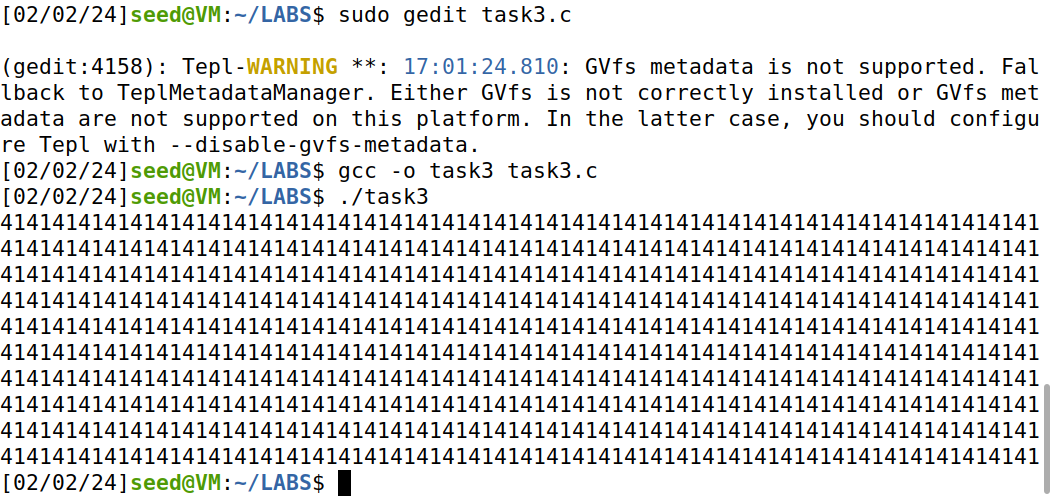 [02/02/24]seed@VM:~/LABS$ sudo gedit task3.c
(gedit:4158): Tepl-WARNING **: 17:01:24.810: GVfs metadata is not supported. Fal
lback to TeplMetadataManager. Either GVfs is not correctly installed or GVfs met
adata are not supported on this platform. In the latter case, you should configu
re Tepl with --disable-gvfs-metadata.
[02/02/24]seed@VM:~/LABS$ gcc -o task3 task3.c
[02/02/24]seed@VM:~/LABS$ ./task3
41414141414141414141414141414141414141414141414141414141414141414141414141414141
41414141414141414141414141414141414141414141414141414141414141414141414141414141
41414141414141414141414141414141414141414141414141414141414141414141414141414141
41414141414141414141414141414141414141414141414141414141414141414141414141414141
41414141414141414141414141414141414141414141414141414141414141414141414141414141
41414141414141414141414141414141414141414141414141414141414141414141414141414141
41414141414141414141414141414141414141414141414141414141414141414141414141414141
41414141414141414141414141414141414141414141414141414141414141414141414141414141
41414141414141414141414141414141414141414141414141414141414141414141414141414141
41414141414141414141414141414141414141414141414141414141414141414141414141414141
[02/02/24]seed@VM:~/LABS$